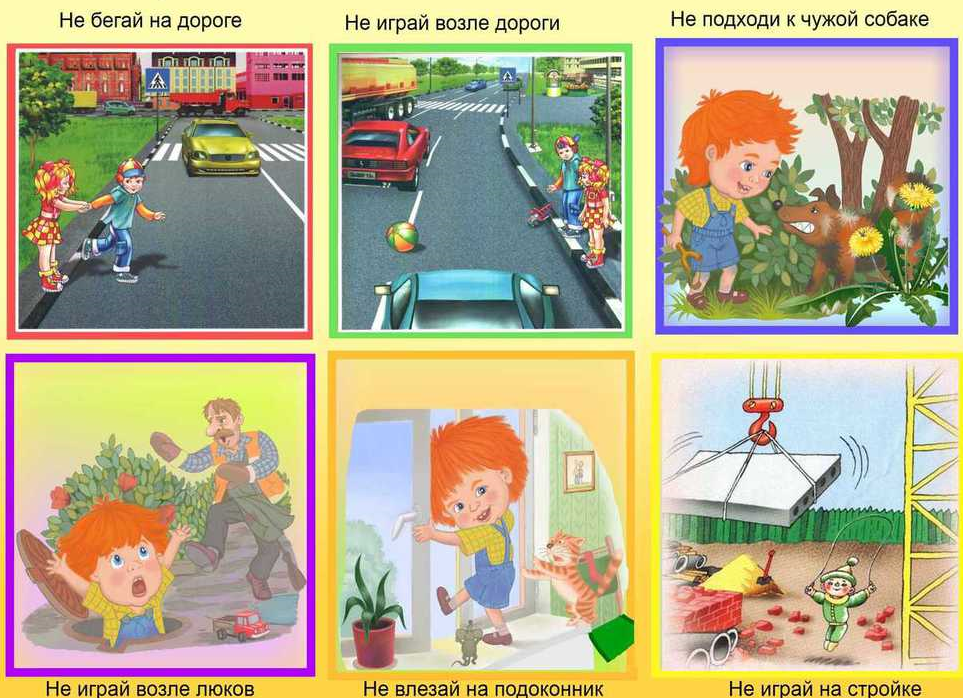 Не бегай на дороге
Не играй возле дороги
Не подходи к чужой собаке
Не играй возле люков
Не влезай на подоконник
Не играй на стройке